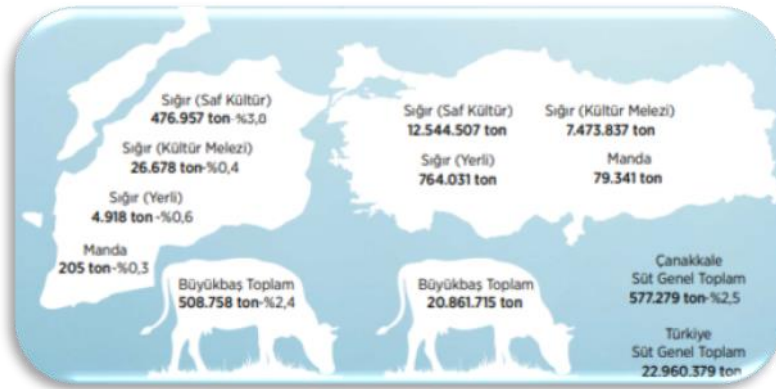 Sığır (Saf Kültür)
476.957 ton-%3,0
Sığır (Kültür Melezi)
26.678 ton-%0,4
Sığır (Yerli)
4.918 ton-%0,6
Manda
205 ton-%0,3
Büyükbaş Toplam
508.758 ton-%2,4
Sığır (Saf Kültür)
12.544.507 ton
Sığır (Kültür Melezi)
7.473.837 ton
Sığır (Yerli)
764.031 ton
Manda
79.341 ton
Büyükbaş Toplam
20.861.715 ton
Çanakkale
Süt Genel Toplam
577.279 ton-%2,5
Türkiye
Süt Genel Toplam
22.960.379 ton